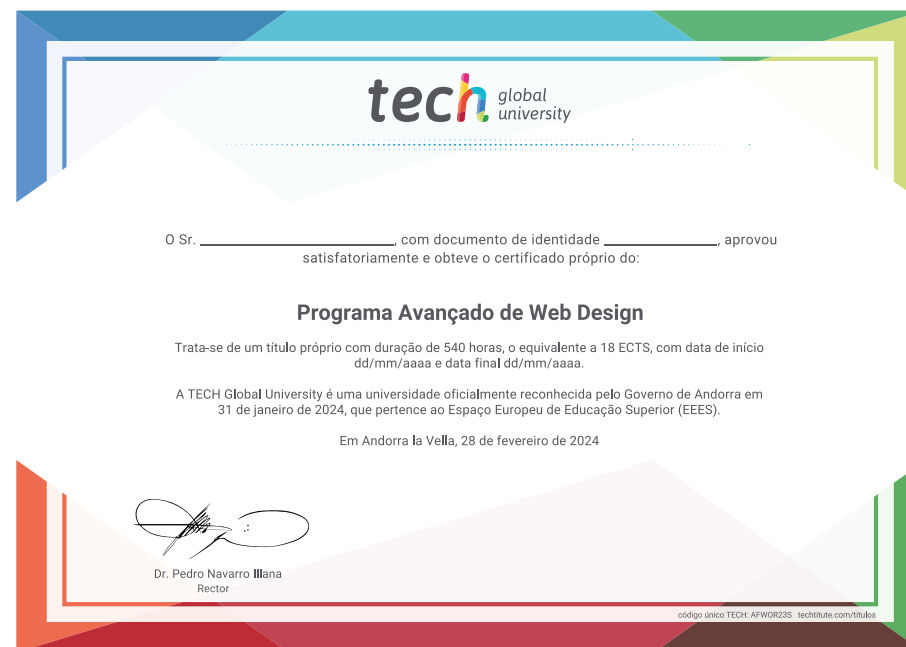 tech global university
O Sr. , com documento de identidade , aprovou
satisfatoriamente e obteve o certificado próprio do:
Programa Avançado de Web Design
Trata-se de um título próprio com duração de 540 horas, o equivalente a 18 ECTS, com data de início
dd/mm/aaaa e data final dd/mm/aaaa.
A TECH Global University é uma universidade oficialmente reconhecida pelo Governo de Andorra em
31 de janeiro de 2024, que pertence ao Espaço Europeu de Educação Superior (EEES).
Em Andorra la Vella, 28 de fevereiro de 2024
Dr. Pedro Navarro Illana
Rector
código único TECH: AFWOR23S techtitute.com/titulos